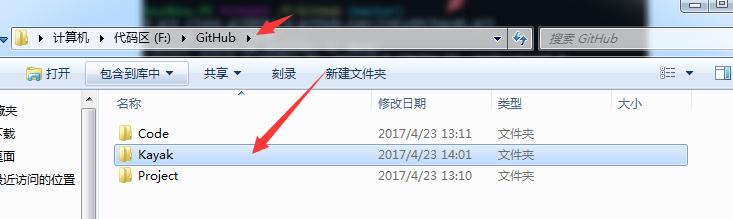 计算机 ▸ 代码区 (F:) ▸ GitHub ▸
搜索 GitHub
打开 包含到库中 共享 刻录 新建文件夹
名称 修改日期 类型 大小
Code 2017/4/23 13:11 文件夹
Kayak 2017/4/23 14:01 文件夹
Project 2017/4/23 13:10 文件夹
藏夹
下载
桌面
最近访问的位置